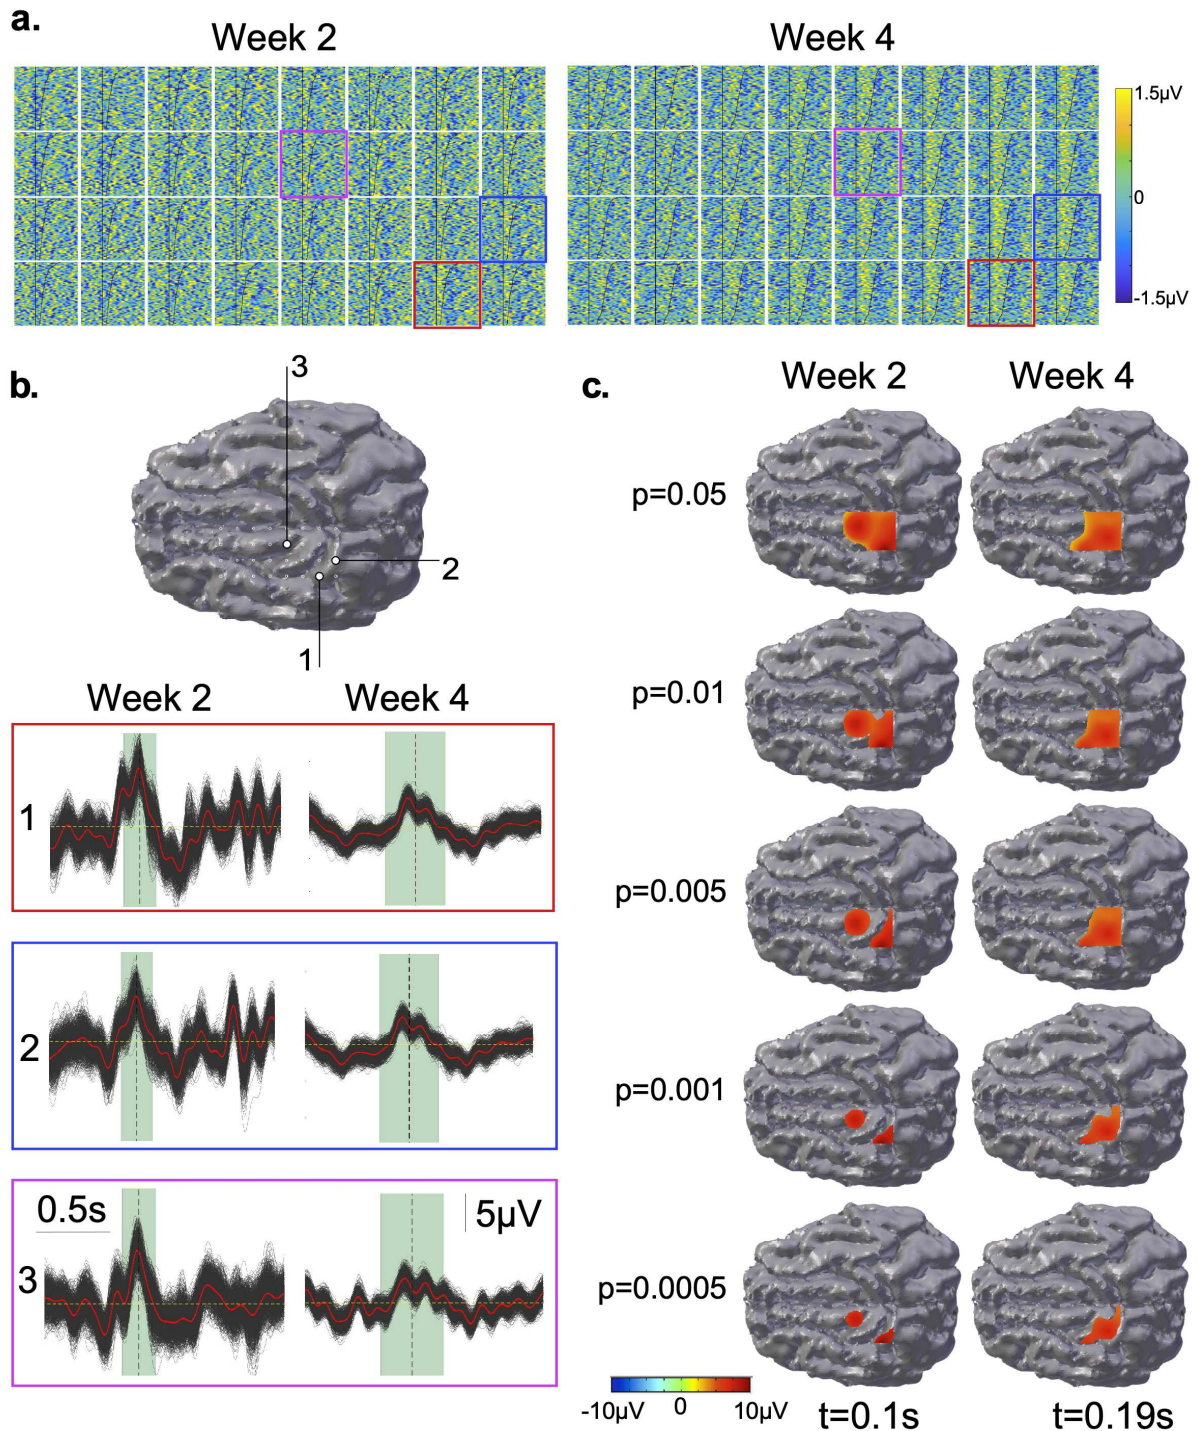 a.
Week 2
Week 4
1.5µV
0
-1.5µV
b.
3
2
1
Week 2
Week 4
1
2
0.5s
5µV
3
c.
Week 2
Week 4
p=0.05
p=0.01
p=0.005
p=0.001
p=0.0005
-10µV
0
10µV
t=0.1s
t=0.19s